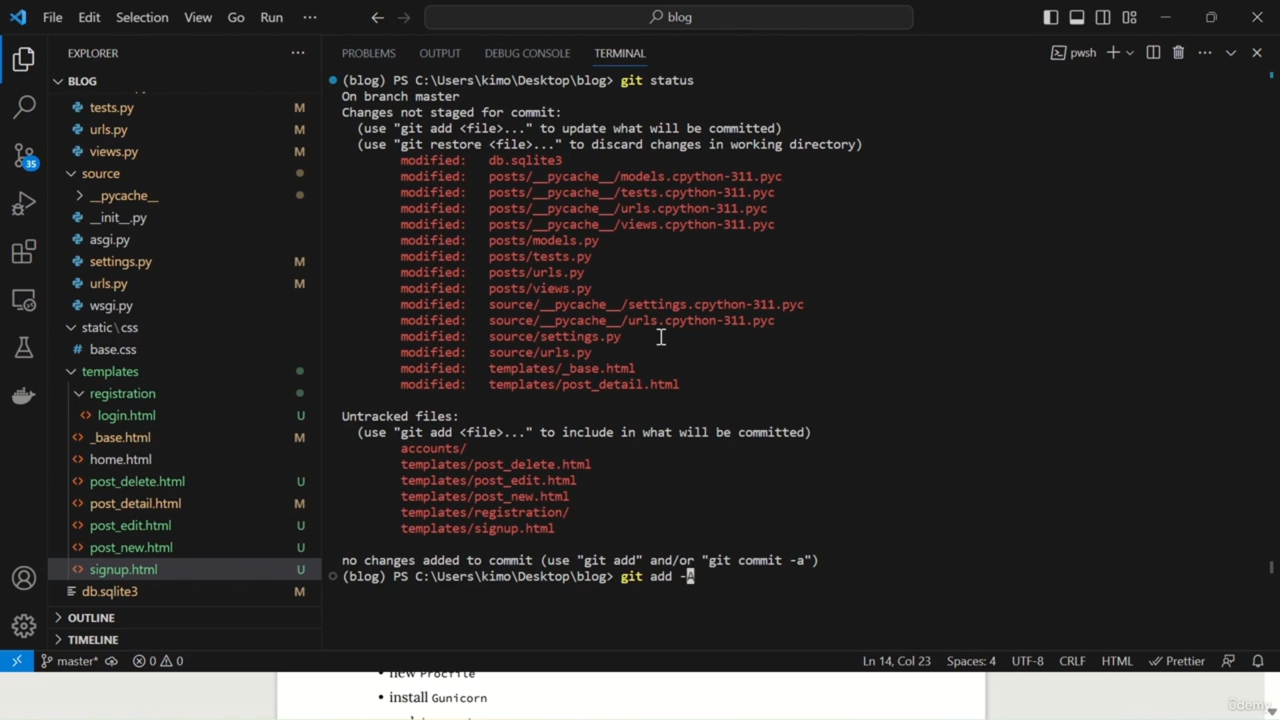 File Edit Selection View Go Run ··· blog
EXPLORER ···
BLOG
tests.py M
urls.py M
views.py M
source
__pycache__
__init__.py
asgi.py
settings.py M
urls.py M
wsgi.py
static\css
base.css
templates
registration
login.html U
_base.html M
home.html
post_delete.html U
post_detail.html M
post_edit.html U
post_new.html U
signup.html U
db.sqlite3 M
OUTLINE
TIMELINE
35
PROBLEMS OUTPUT DEBUG CONSOLE TERMINAL pwsh
(blog) PS C:\Users\kimo\Desktop\blog> git status
On branch master
Changes not staged for commit:
(use "git add <file>..." to update what will be committed)
(use "git restore <file>..." to discard changes in working directory)
modified: db.sqlite3
modified: posts/__pycache__/models.cpython-311.pyc
modified: posts/__pycache__/tests.cpython-311.pyc
modified: posts/__pycache__/urls.cpython-311.pyc
modified: posts/__pycache__/views.cpython-311.pyc
modified: posts/models.py
modified: posts/tests.py
modified: posts/urls.py
modified: posts/views.py
modified: source/__pycache__/settings.cpython-311.pyc
modified: source/__pycache__/urls.cpython-311.pyc
modified: source/settings.py
modified: source/urls.py
modified: templates/_base.html
modified: templates/post_detail.html
Untracked files:
(use "git add <file>..." to include in what will be committed)
accounts/
templates/post_delete.html
templates/post_edit.html
templates/post_new.html
templates/registration/
templates/signup.html
no changes added to commit (use "git add" and/or "git commit -a")
(blog) PS C:\Users\kimo\Desktop\blog> git add -A
master* 0 0 Ln 14, Col 23 Spaces: 4 UTF-8 CRLF HTML Prettier
• new Procfile
• install Gunicorn
ûdemy